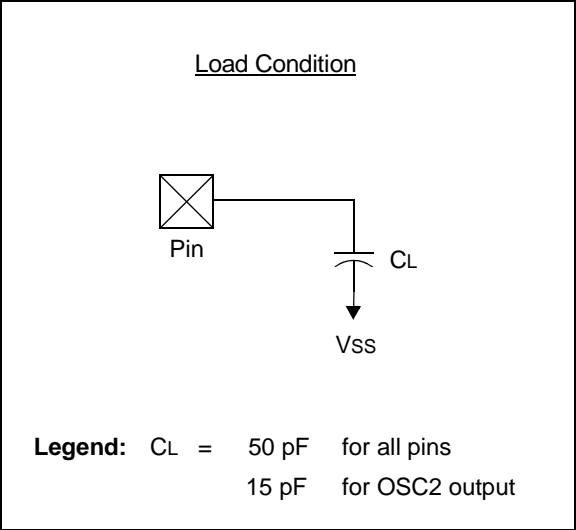 Load Condition
Pin
CL
VSS
Legend: CL = 50 pF for all pins
15 pF for OSC2 output